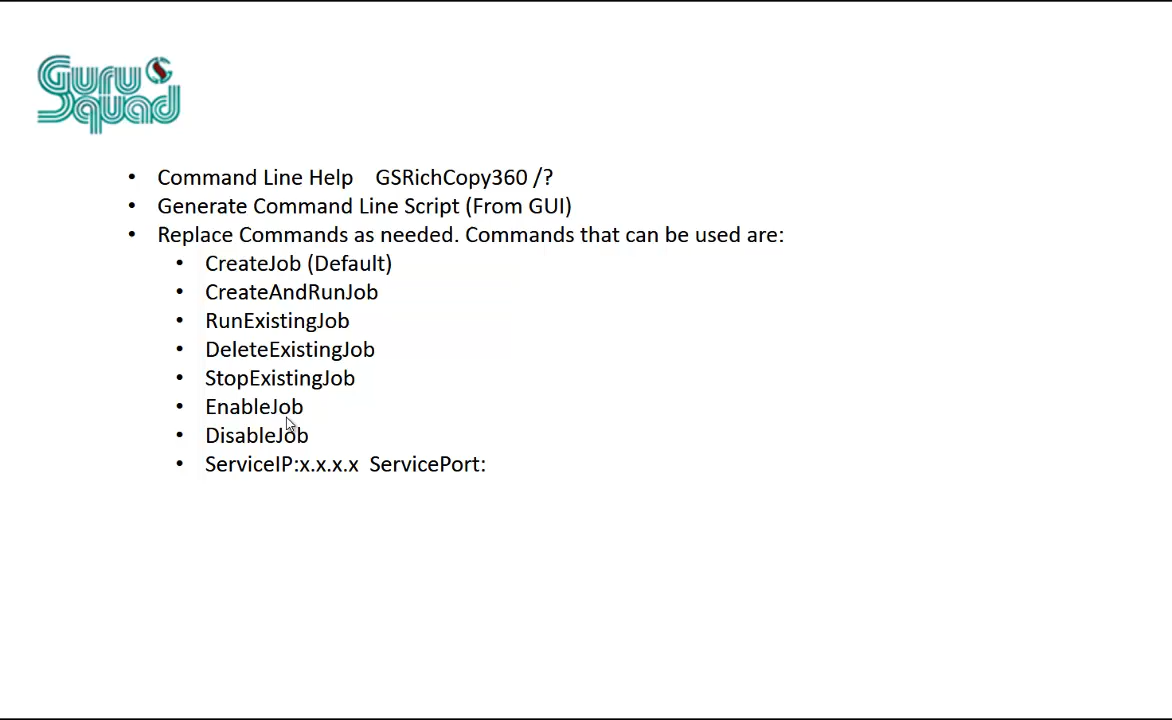 Guru
Squad
• Command Line Help GSRichCopy360 /?
• Generate Command Line Script (From GUI)
• Replace Commands as needed. Commands that can be used are:
• CreateJob (Default)
• CreateAndRunJob
• RunExistingJob
• DeleteExistingJob
• StopExistingJob
• EnableJob
• DisableJob
• ServiceIP:x.x.x.x ServicePort: